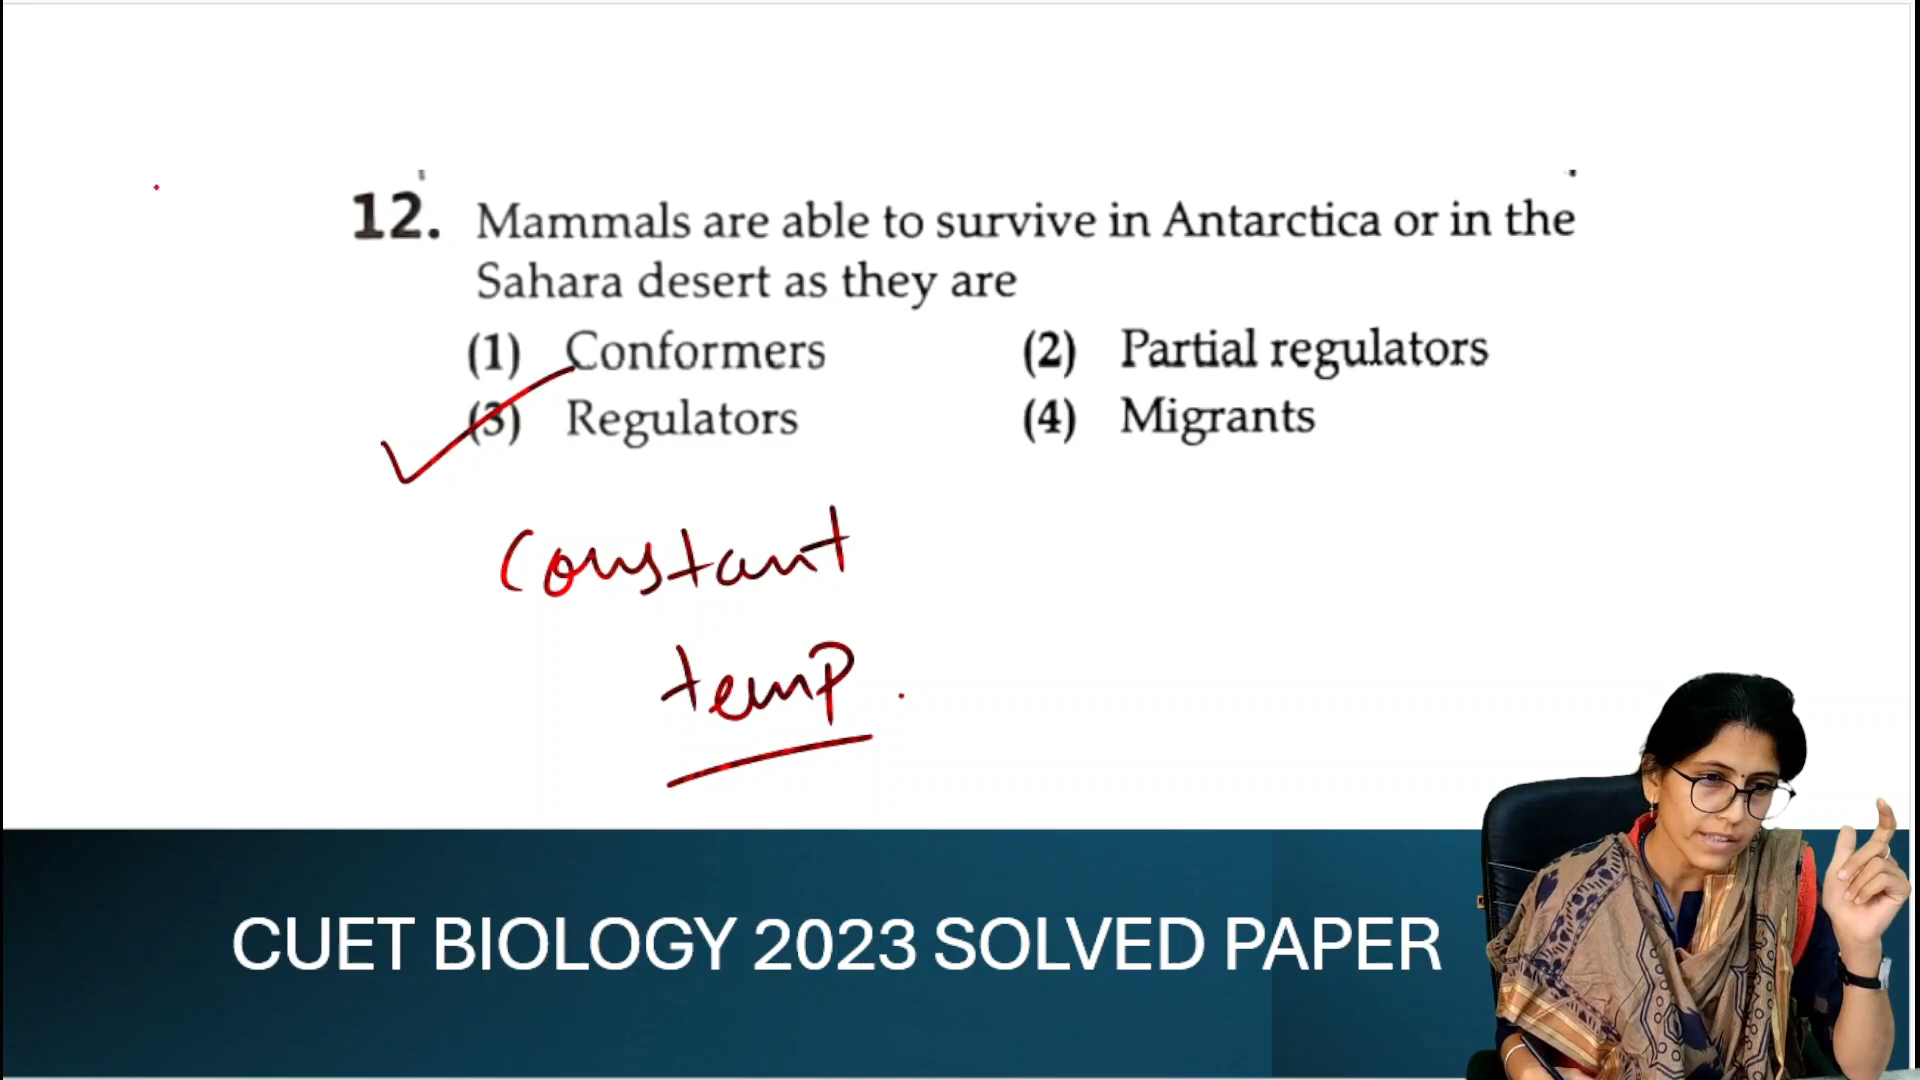 12. Mammals are able to survive in Antarctica or in the
Sahara desert as they are
(1) Conformers (2) Partial regulators
(3) Regulators (4) Migrants
Constant
temp.
CUET BIOLOGY 2023 SOLVED PAPER